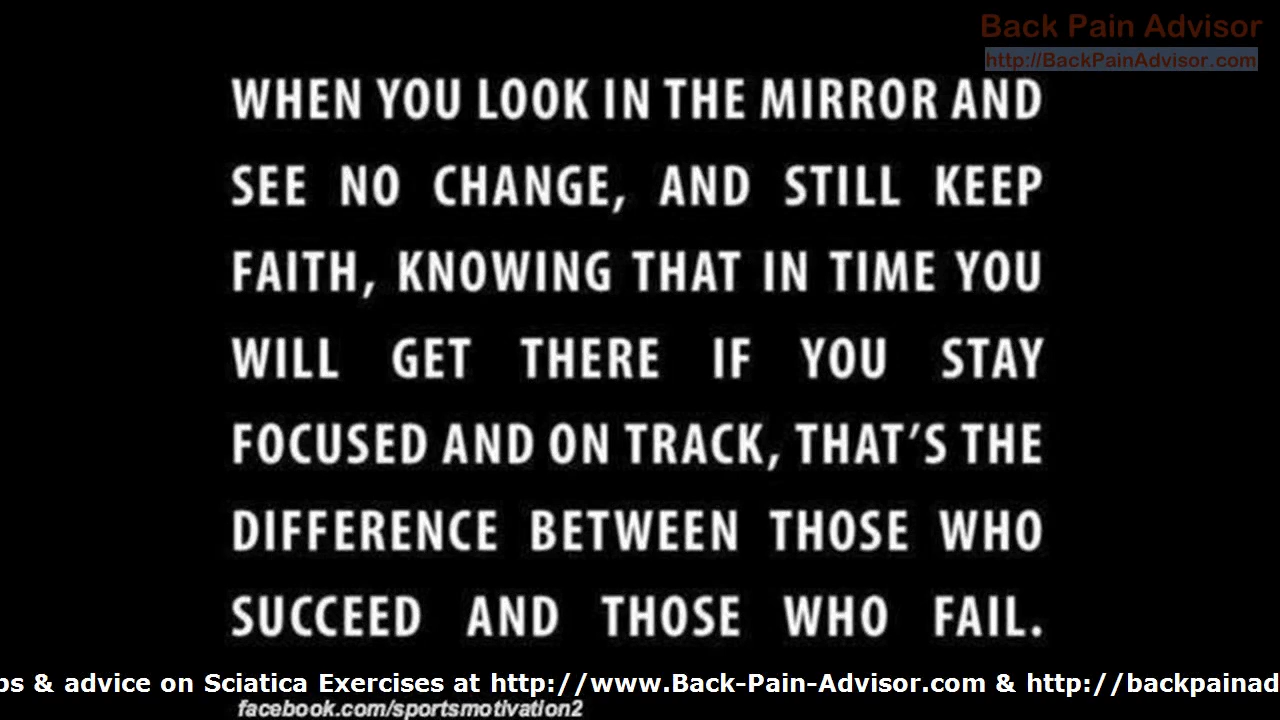 Back Pain Advisor
http://BackPainAdvisor.com
WHEN YOU LOOK IN THE MIRROR AND
SEE NO CHANGE, AND STILL KEEP
FAITH, KNOWING THAT IN TIME YOU
WILL GET THERE IF YOU STAY
FOCUSED AND ON TRACK, THAT'S THE
DIFFERENCE BETWEEN THOSE WHO
SUCCEED AND THOSE WHO FAIL.
& advice on Sciatica Exercises at http://www.Back-Pain-Advisor.com & http://backpainad
facebook.com/sportsmotivation2